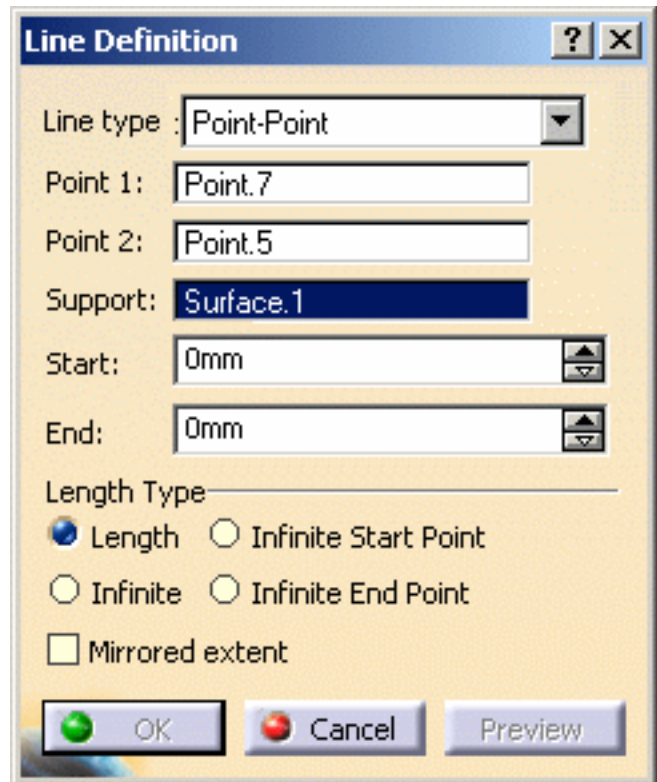 Line Definition
Line type : Point-Point
Point 1: Point.7
Point 2: Point.5
Support: Surface.1
Start: 0mm
End: 0mm
Length Type
Length Infinite Start Point
Infinite Infinite End Point
Mirrored extent
OK Cancel Preview